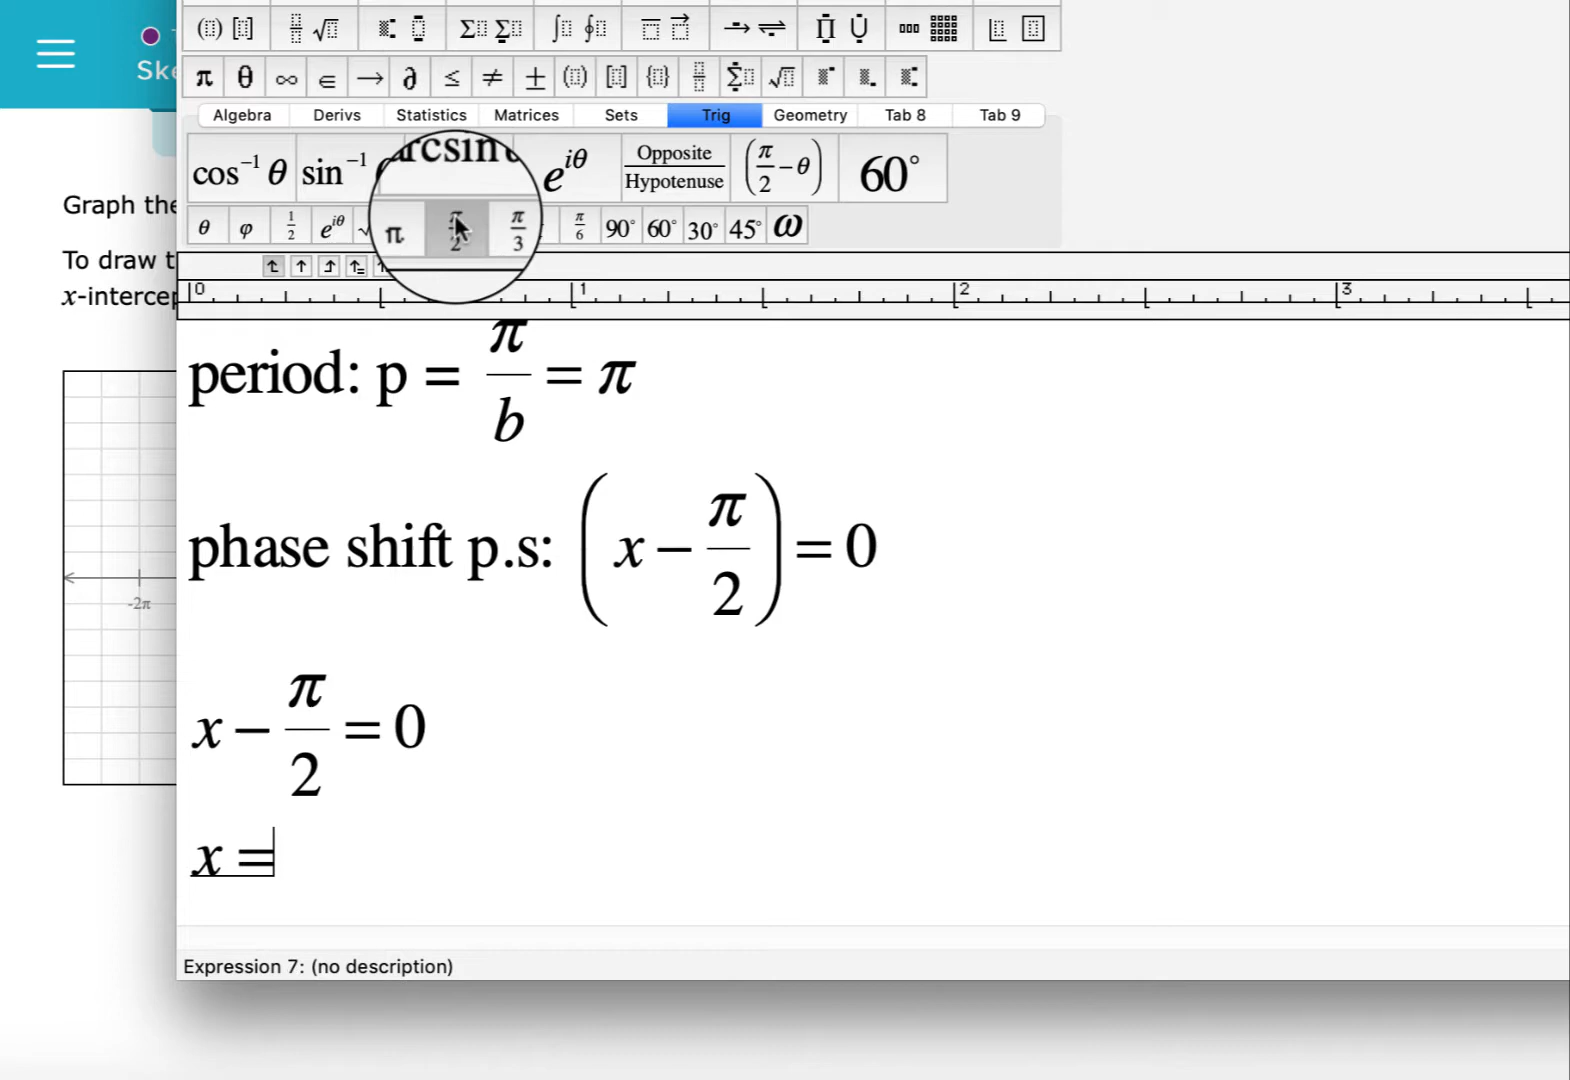 Ske
Algebra Derivs Statistics Matrices Sets Trig Geometry Tab 8 Tab 9
cos⁻¹ θ sin⁻¹ arcsin e^{iθ} Opposite/Hypotenuse (π/2 − θ) 60°
θ φ 1/2 e^{iθ} √ π π/2 π/3 π/6 90° 60° 30° 45° ω
Graph the
To draw t
x-intercep
0 1 2 3
period: p = π/b = π
phase shift p.s: (x − π/2) = 0
x − π/2 = 0
x =
-2π
Expression 7: (no description)